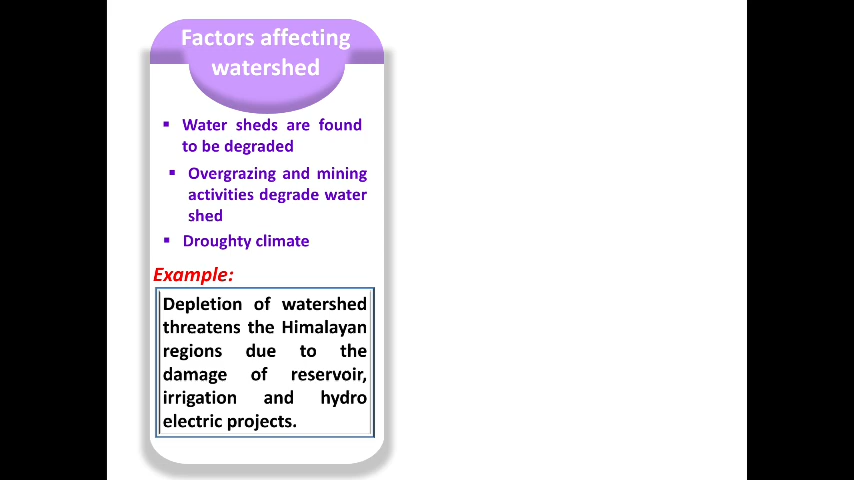 Factors affecting
watershed
▪ Water sheds are found
to be degraded
▪ Overgrazing and mining
activities degrade water
shed
▪ Droughty climate
Example:
Depletion of watershed
threatens the Himalayan
regions due to the
damage of reservoir,
irrigation and hydro
electric projects.